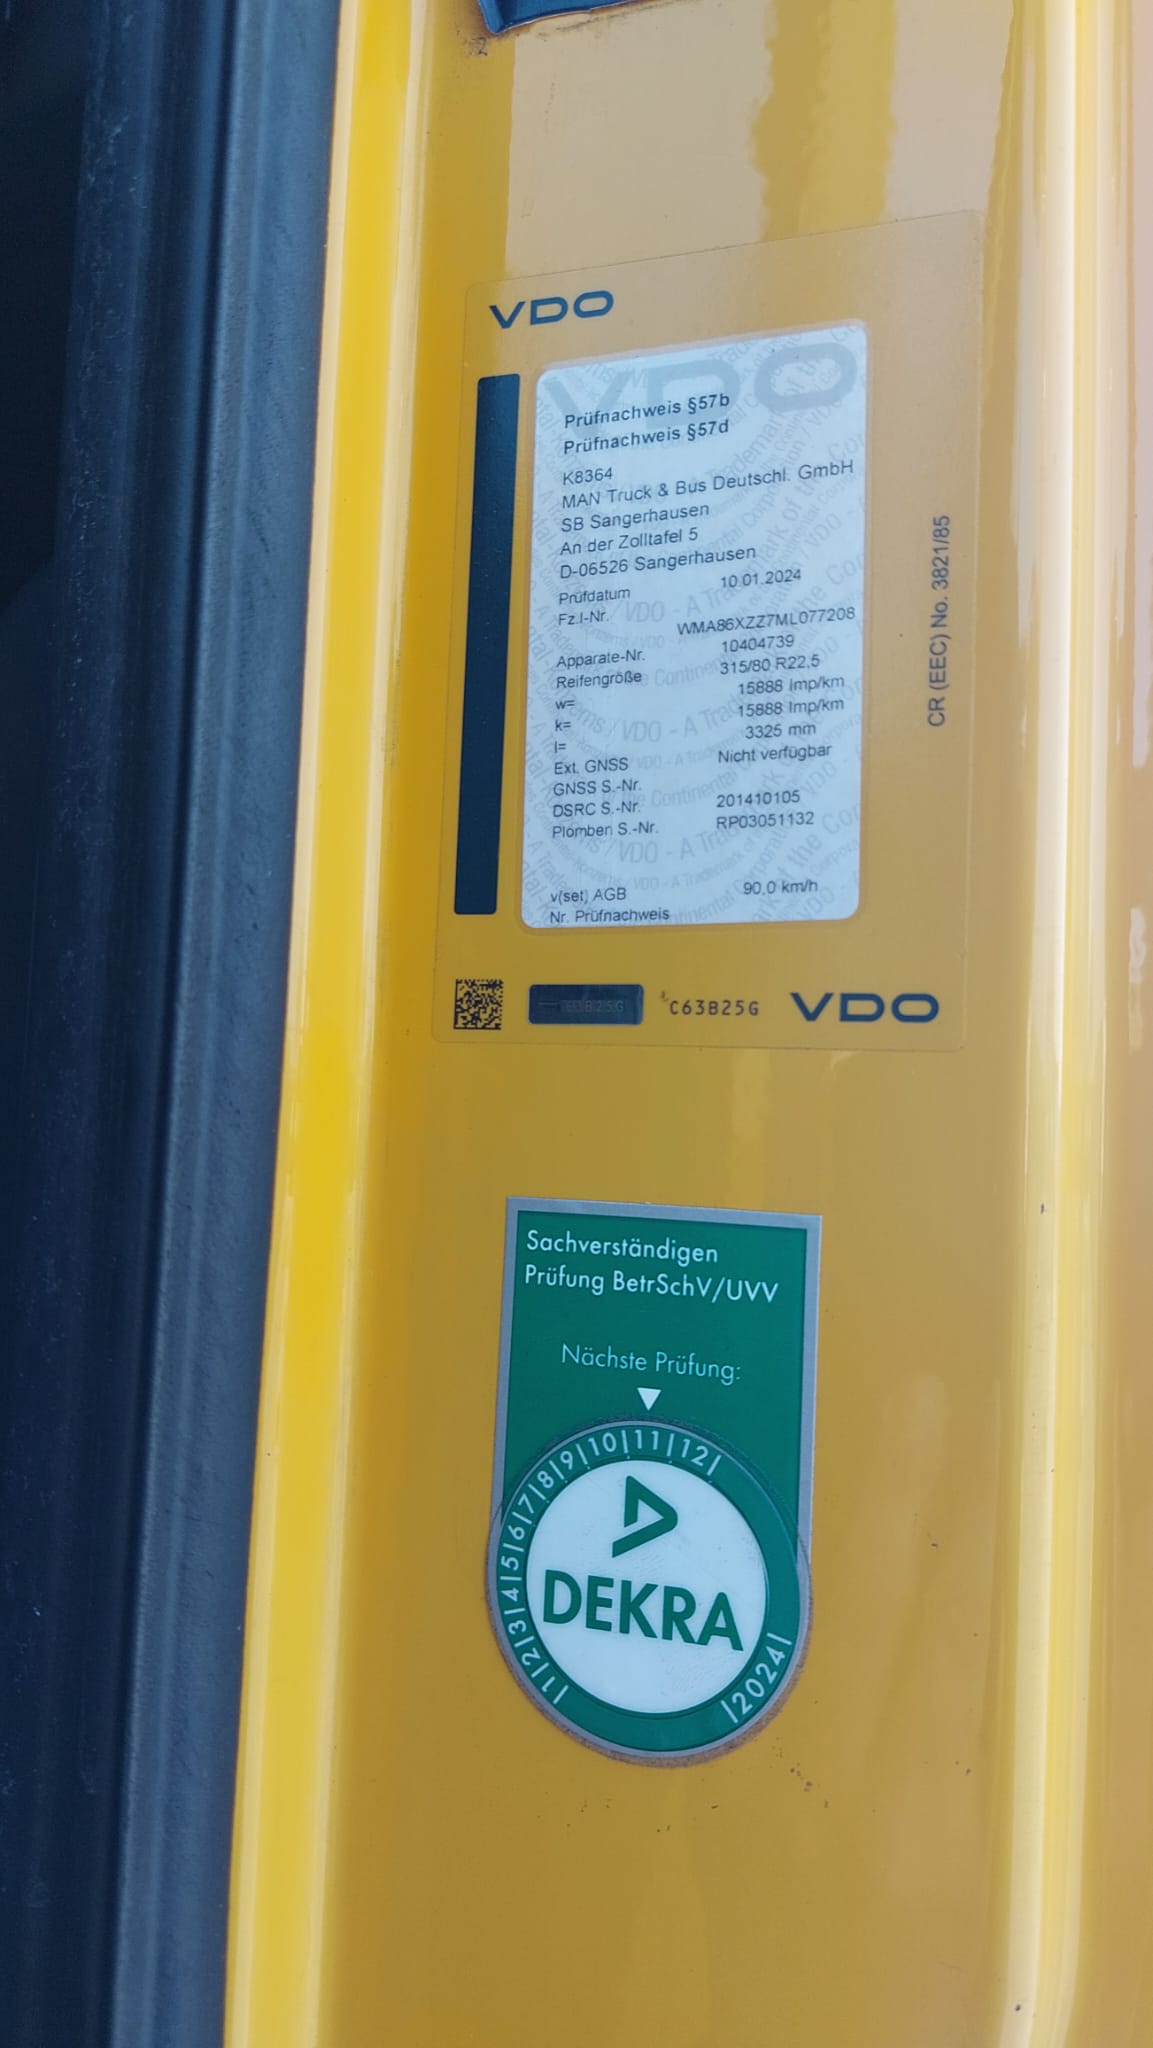 VDO
Prüfnachweis §57b
Prüfnachweis §57d
K8364
MAN Truck & Bus Deutschl. GmbH
SB Sangerhausen
An der Zolltafel 5
D-06526 Sangerhausen
Prüfdatum 10.01.2024
Fz.I-Nr. WMA86XZZ7ML077208
Apparate-Nr. 10404739
Reifengröße 315/80 R22,5
w= 15888 Imp/km
k= 15888 Imp/km
l= 3325 mm
Ext. GNSS Nicht verfügbar
GNSS S.-Nr.
DSRC S.-Nr. 201410105
Plomben S.-Nr. RP03051132
v(set) AGB 90,0 km/h
Nr. Prüfnachweis
CR (EEC) No. 3821/85
C63B25G VDO
Sachverständigen
Prüfung BetrSchV/UVV
Nächste Prüfung:
|1|2|3|4|5|6|7|8|9|10|11|12|
DEKRA
|2024|